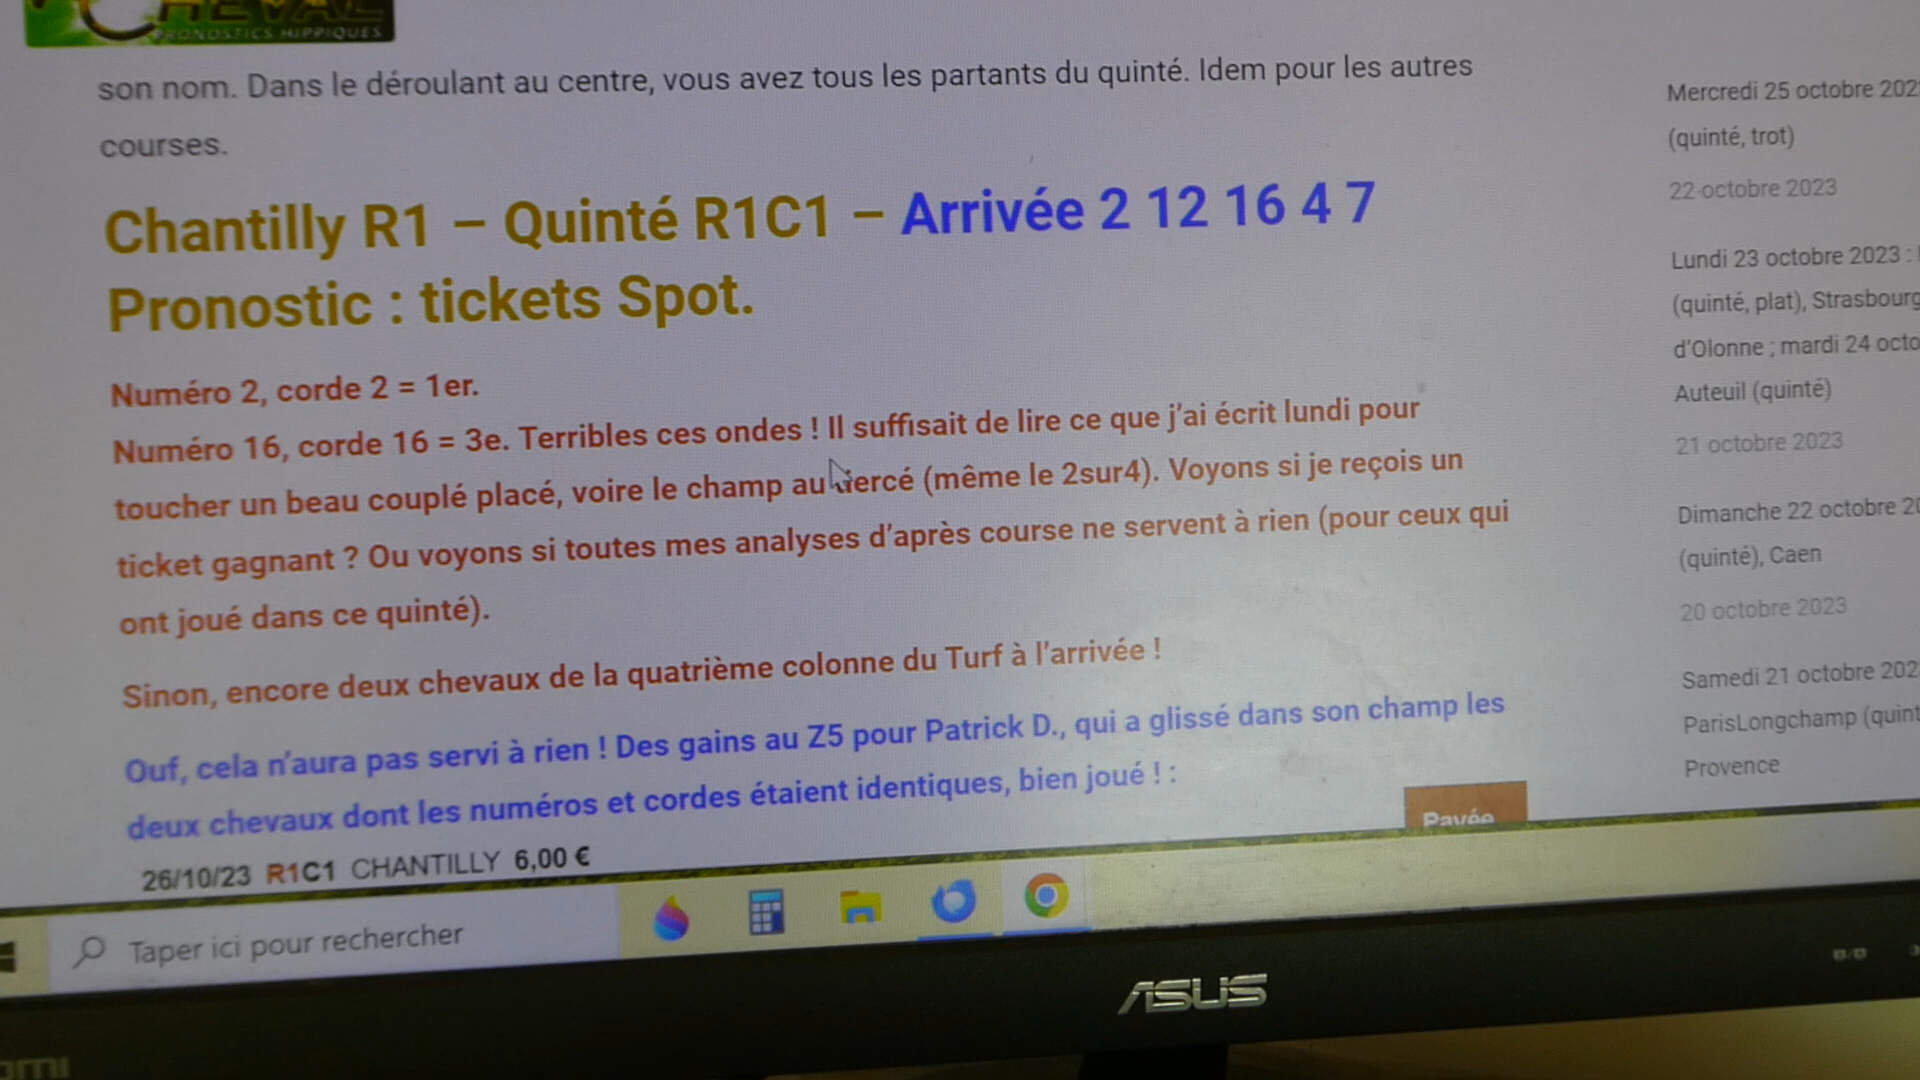 CHEVAL
PRONOSTICS HIPPIQUES
son nom. Dans le déroulant au centre, vous avez tous les partants du quinté. Idem pour les autres
courses.
Chantilly R1 – Quinté R1C1 – Arrivée 2 12 16 4 7
Pronostic : tickets Spot.
Numéro 2, corde 2 = 1er.
Numéro 16, corde 16 = 3e. Terribles ces ondes ! Il suffisait de lire ce que j'ai écrit lundi pour
toucher un beau couplé placé, voire le champ au tiercé (même le 2sur4). Voyons si je reçois un
ticket gagnant ? Ou voyons si toutes mes analyses d'après course ne servent à rien (pour ceux qui
ont joué dans ce quinté).
Sinon, encore deux chevaux de la quatrième colonne du Turf à l'arrivée !
Ouf, cela n'aura pas servi à rien ! Des gains au Z5 pour Patrick D., qui a glissé dans son champ les
deux chevaux dont les numéros et cordes étaient identiques, bien joué ! :
Payée
26/10/23 R1C1 CHANTILLY 6,00 €
Mercredi 25 octobre 202
(quinté, trot)
22 octobre 2023
Lundi 23 octobre 2023 :
(quinté, plat), Strasbourg
d'Olonne ; mardi 24 octo
Auteuil (quinté)
21 octobre 2023
Dimanche 22 octobre 20
(quinté), Caen
20 octobre 2023
Samedi 21 octobre 202
ParisLongchamp (quint
Provence
Taper ici pour rechercher
ASUS